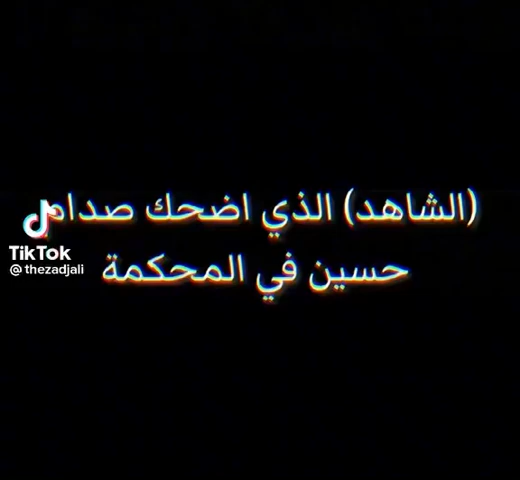 (الشاهد) الذي اضحك صدام
حسين في المحكمة
TikTok
@thezadjali